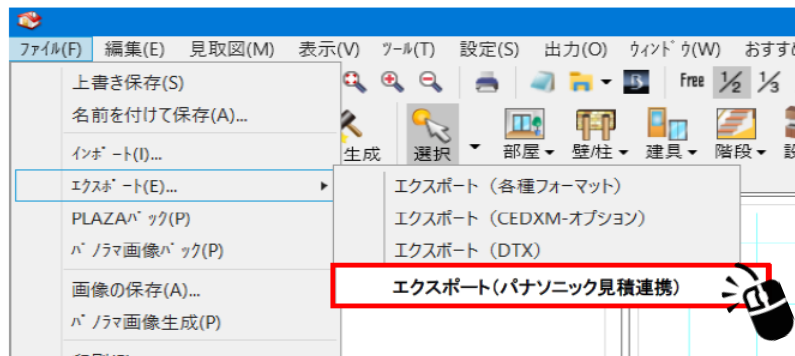 ファイル(F) 編集(E) 見取図(M) 表示(V) ツール(T) 設定(S) 出力(O) ウィンドウ(W) おすす
上書き保存(S)
名前を付けて保存(A)...
インポート(I)...
エクスポート(E)...
PLAZAパック(P)
パノラマ画像パック(P)
画像の保存(A)...
パノラマ画像生成(P)
Free 1/2 1/3
生成 選択 部屋 壁/柱 建具 階段 設
エクスポート（各種フォーマット）
エクスポート（CEDXM-オプション）
エクスポート（DTX）
エクスポート(パナソニック見積連携)